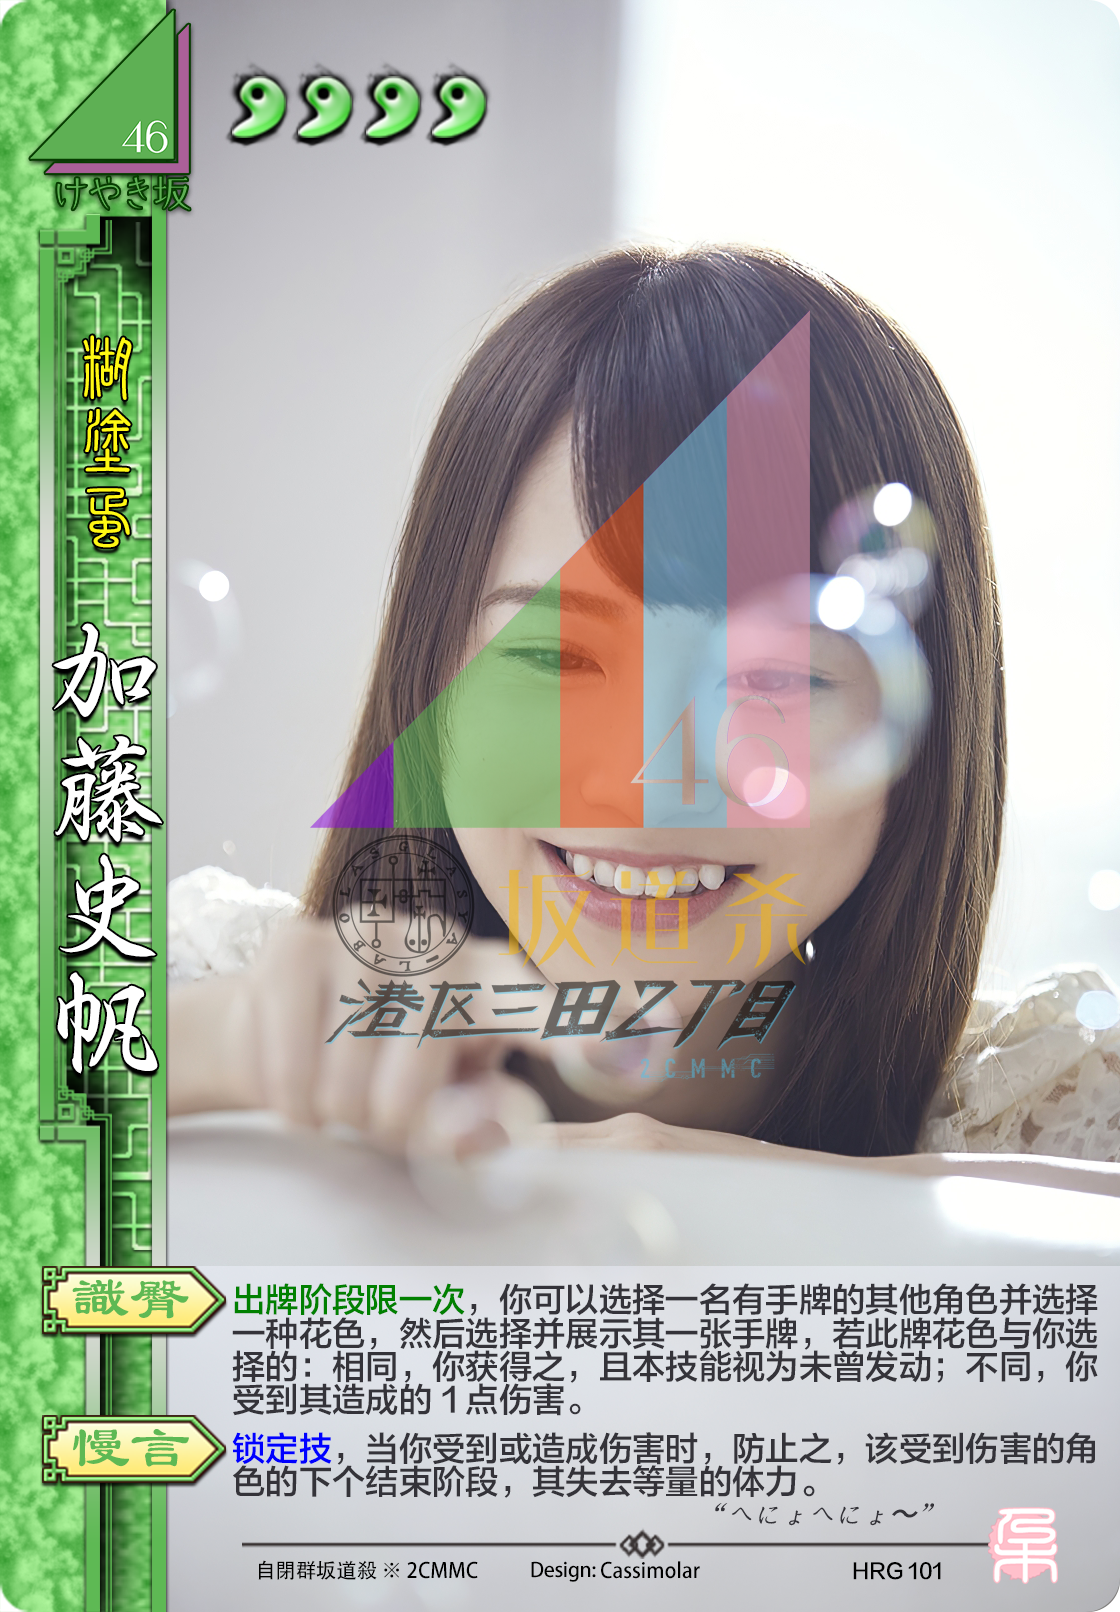 46
けやき坂
糊塗蛋
加藤史帆
46
LASYALABOLASG
坂道杀
港区三田乙丁目
2CMMC
識臀
出牌阶段限一次，你可以选择一名有手牌的其他角色并选择
一种花色，然后选择并展示其一张手牌，若此牌花色与你选
择的：相同，你获得之，且本技能视为未曾发动；不同，你
受到其造成的1点伤害。
慢言
锁定技，当你受到或造成伤害时，防止之，该受到伤害的角
色的下个结束阶段，其失去等量的体力。
“へにょへにょ〜”
自閉群坂道殺 ※ 2CMMC
Design: Cassimolar
HRG 101